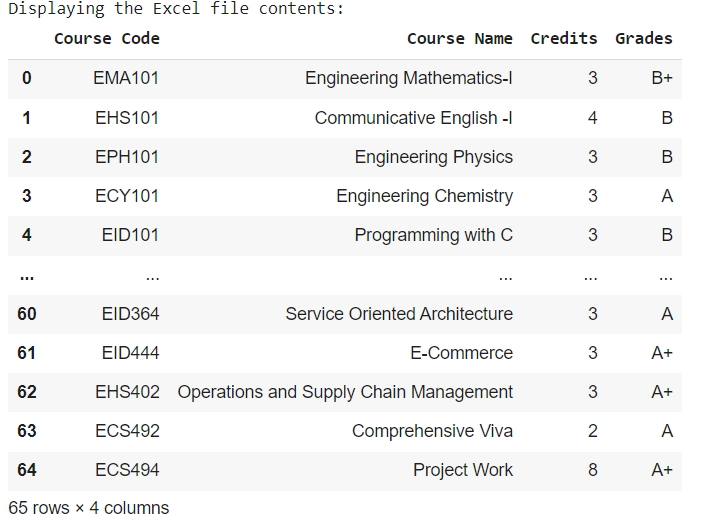 Displaying the Excel file contents:
Course Code Course Name Credits Grades
0 EMA101 Engineering Mathematics-I 3 B+
1 EHS101 Communicative English -I 4 B
2 EPH101 Engineering Physics 3 B
3 ECY101 Engineering Chemistry 3 A
4 EID101 Programming with C 3 B
... ... ... ... ...
60 EID364 Service Oriented Architecture 3 A
61 EID444 E-Commerce 3 A+
62 EHS402 Operations and Supply Chain Management 3 A+
63 ECS492 Comprehensive Viva 2 A
64 ECS494 Project Work 8 A+
65 rows × 4 columns